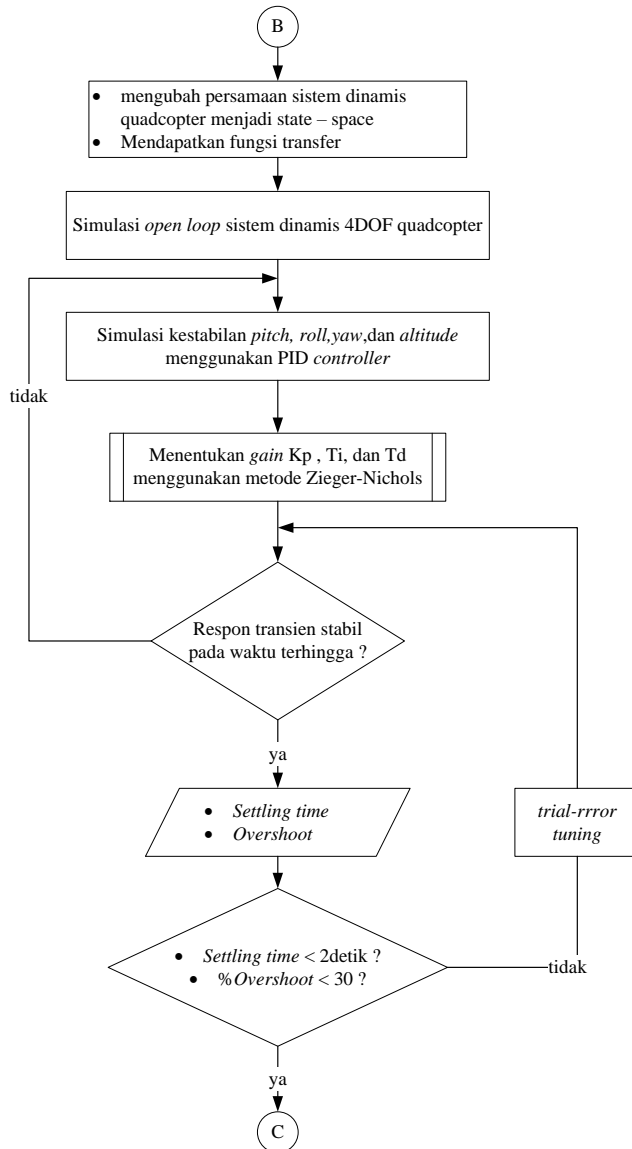 B
• mengubah persamaan sistem dinamis
quadcopter menjadi state – space
• Mendapatkan fungsi transfer
Simulasi open loop sistem dinamis 4DOF quadcopter
Simulasi kestabilan pitch, roll,yaw,dan altitude
menggunakan PID controller
tidak
Menentukan gain Kp , Ti, dan Td
menggunakan metode Zieger-Nichols
Respon transien stabil
pada waktu terhingga ?
ya
• Settling time
• Overshoot
trial-rrror
tuning
• Settling time < 2detik ?
• %Overshoot < 30 ?
tidak
ya
C